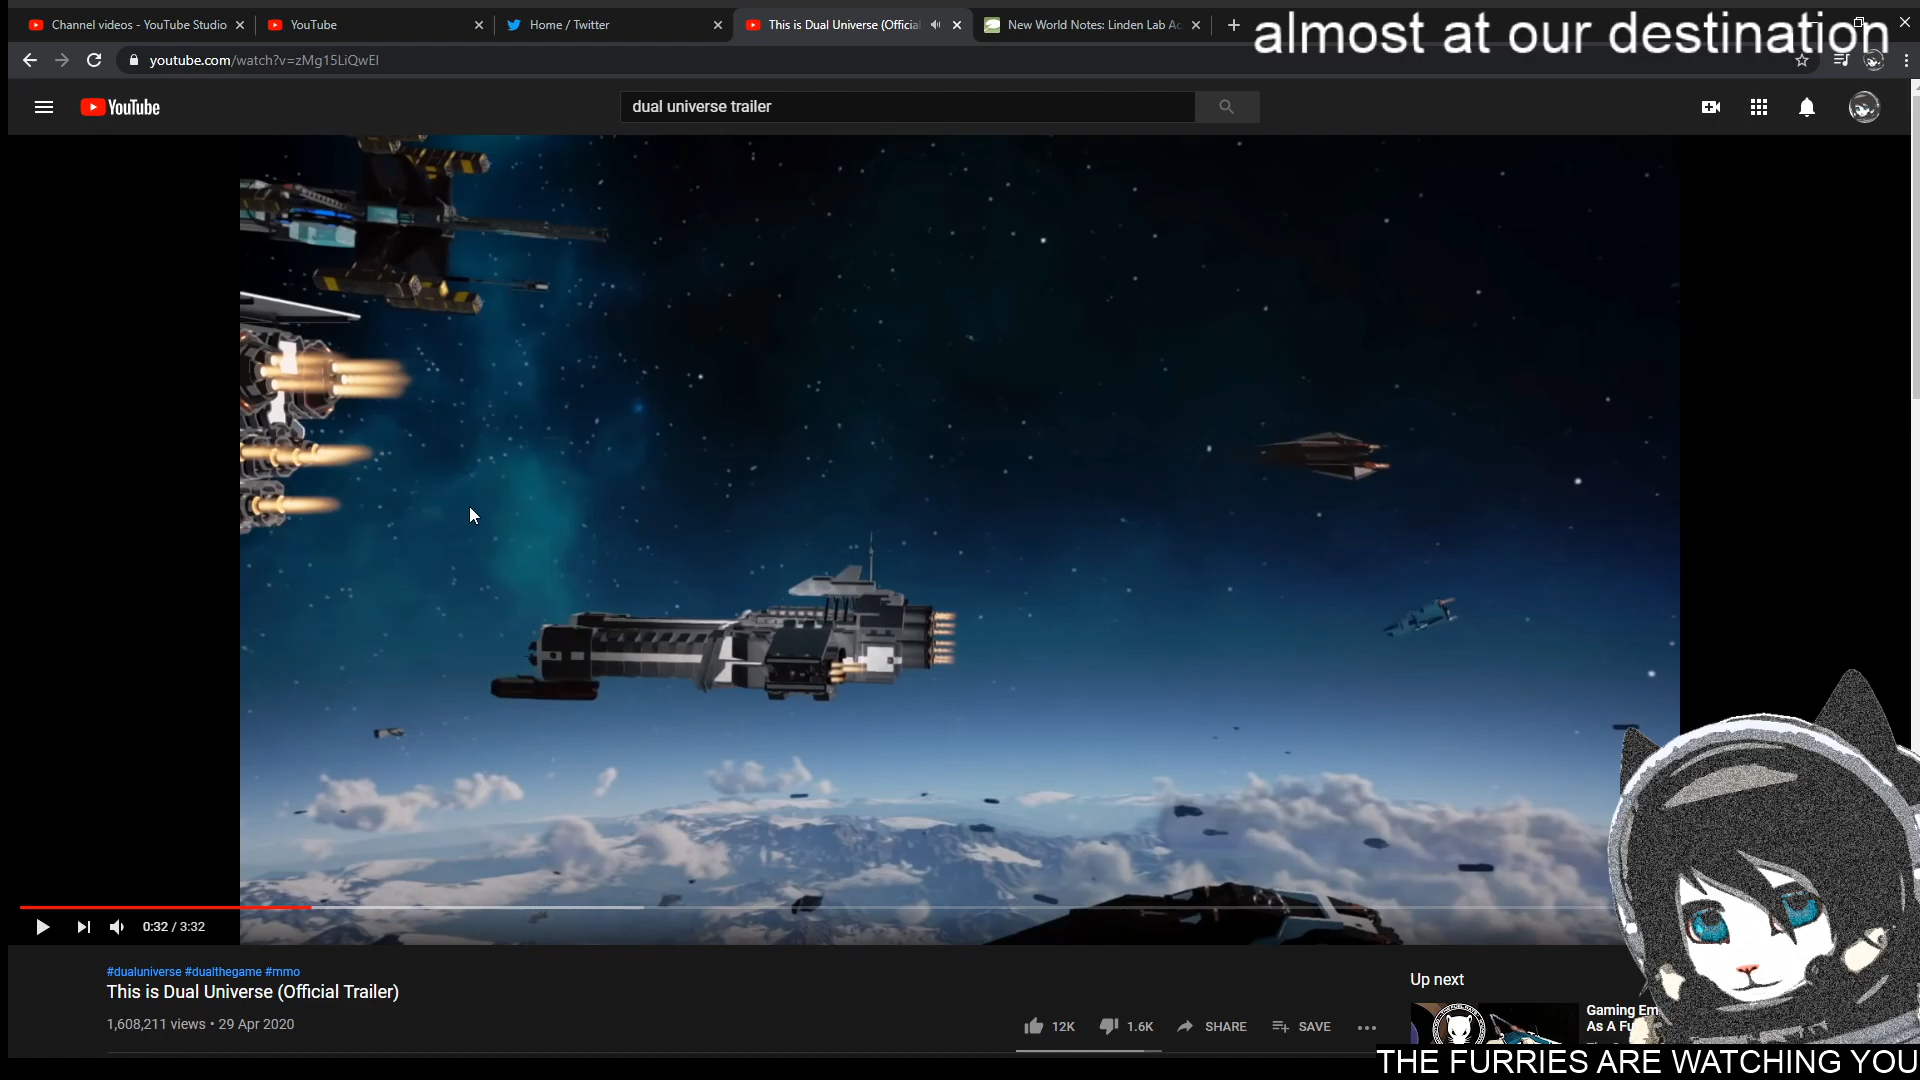 Channel videos - YouTube Studio
YouTube
Home / Twitter
This is Dual Universe (Official
New World Notes: Linden Lab Ac
almost at our destination
youtube.com/watch?v=zMg15LiQwEI
YouTube
dual universe trailer
0:32 / 3:32
#dualuniverse #dualthegame #mmo
This is Dual Universe (Official Trailer)
1,608,211 views • 29 Apr 2020
12K
1.6K
SHARE
SAVE
Up next
Gaming Em
As A Fu
THE FURRIES ARE WATCHING YOU